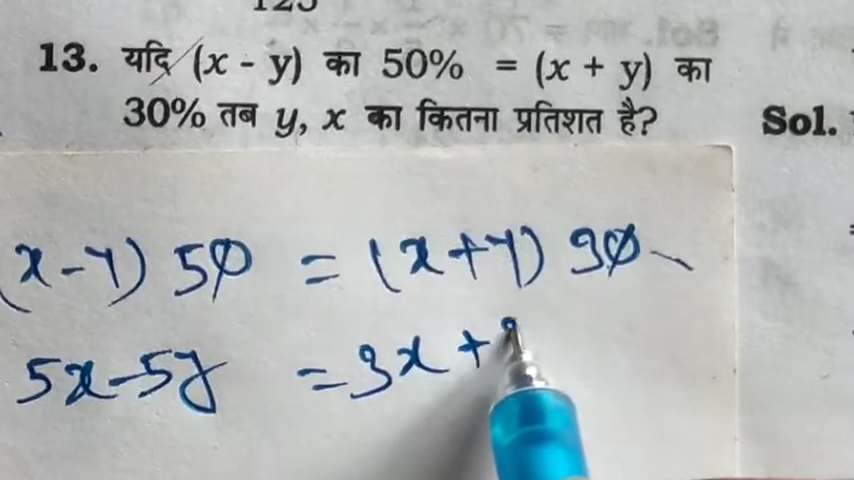 13. यदि (x - y) का 50% = (x + y) का
30% तब y, x का कितना प्रतिशत है?
Sol.
(x-y) 50 = (x+y) 30
5x-5y = 3x +